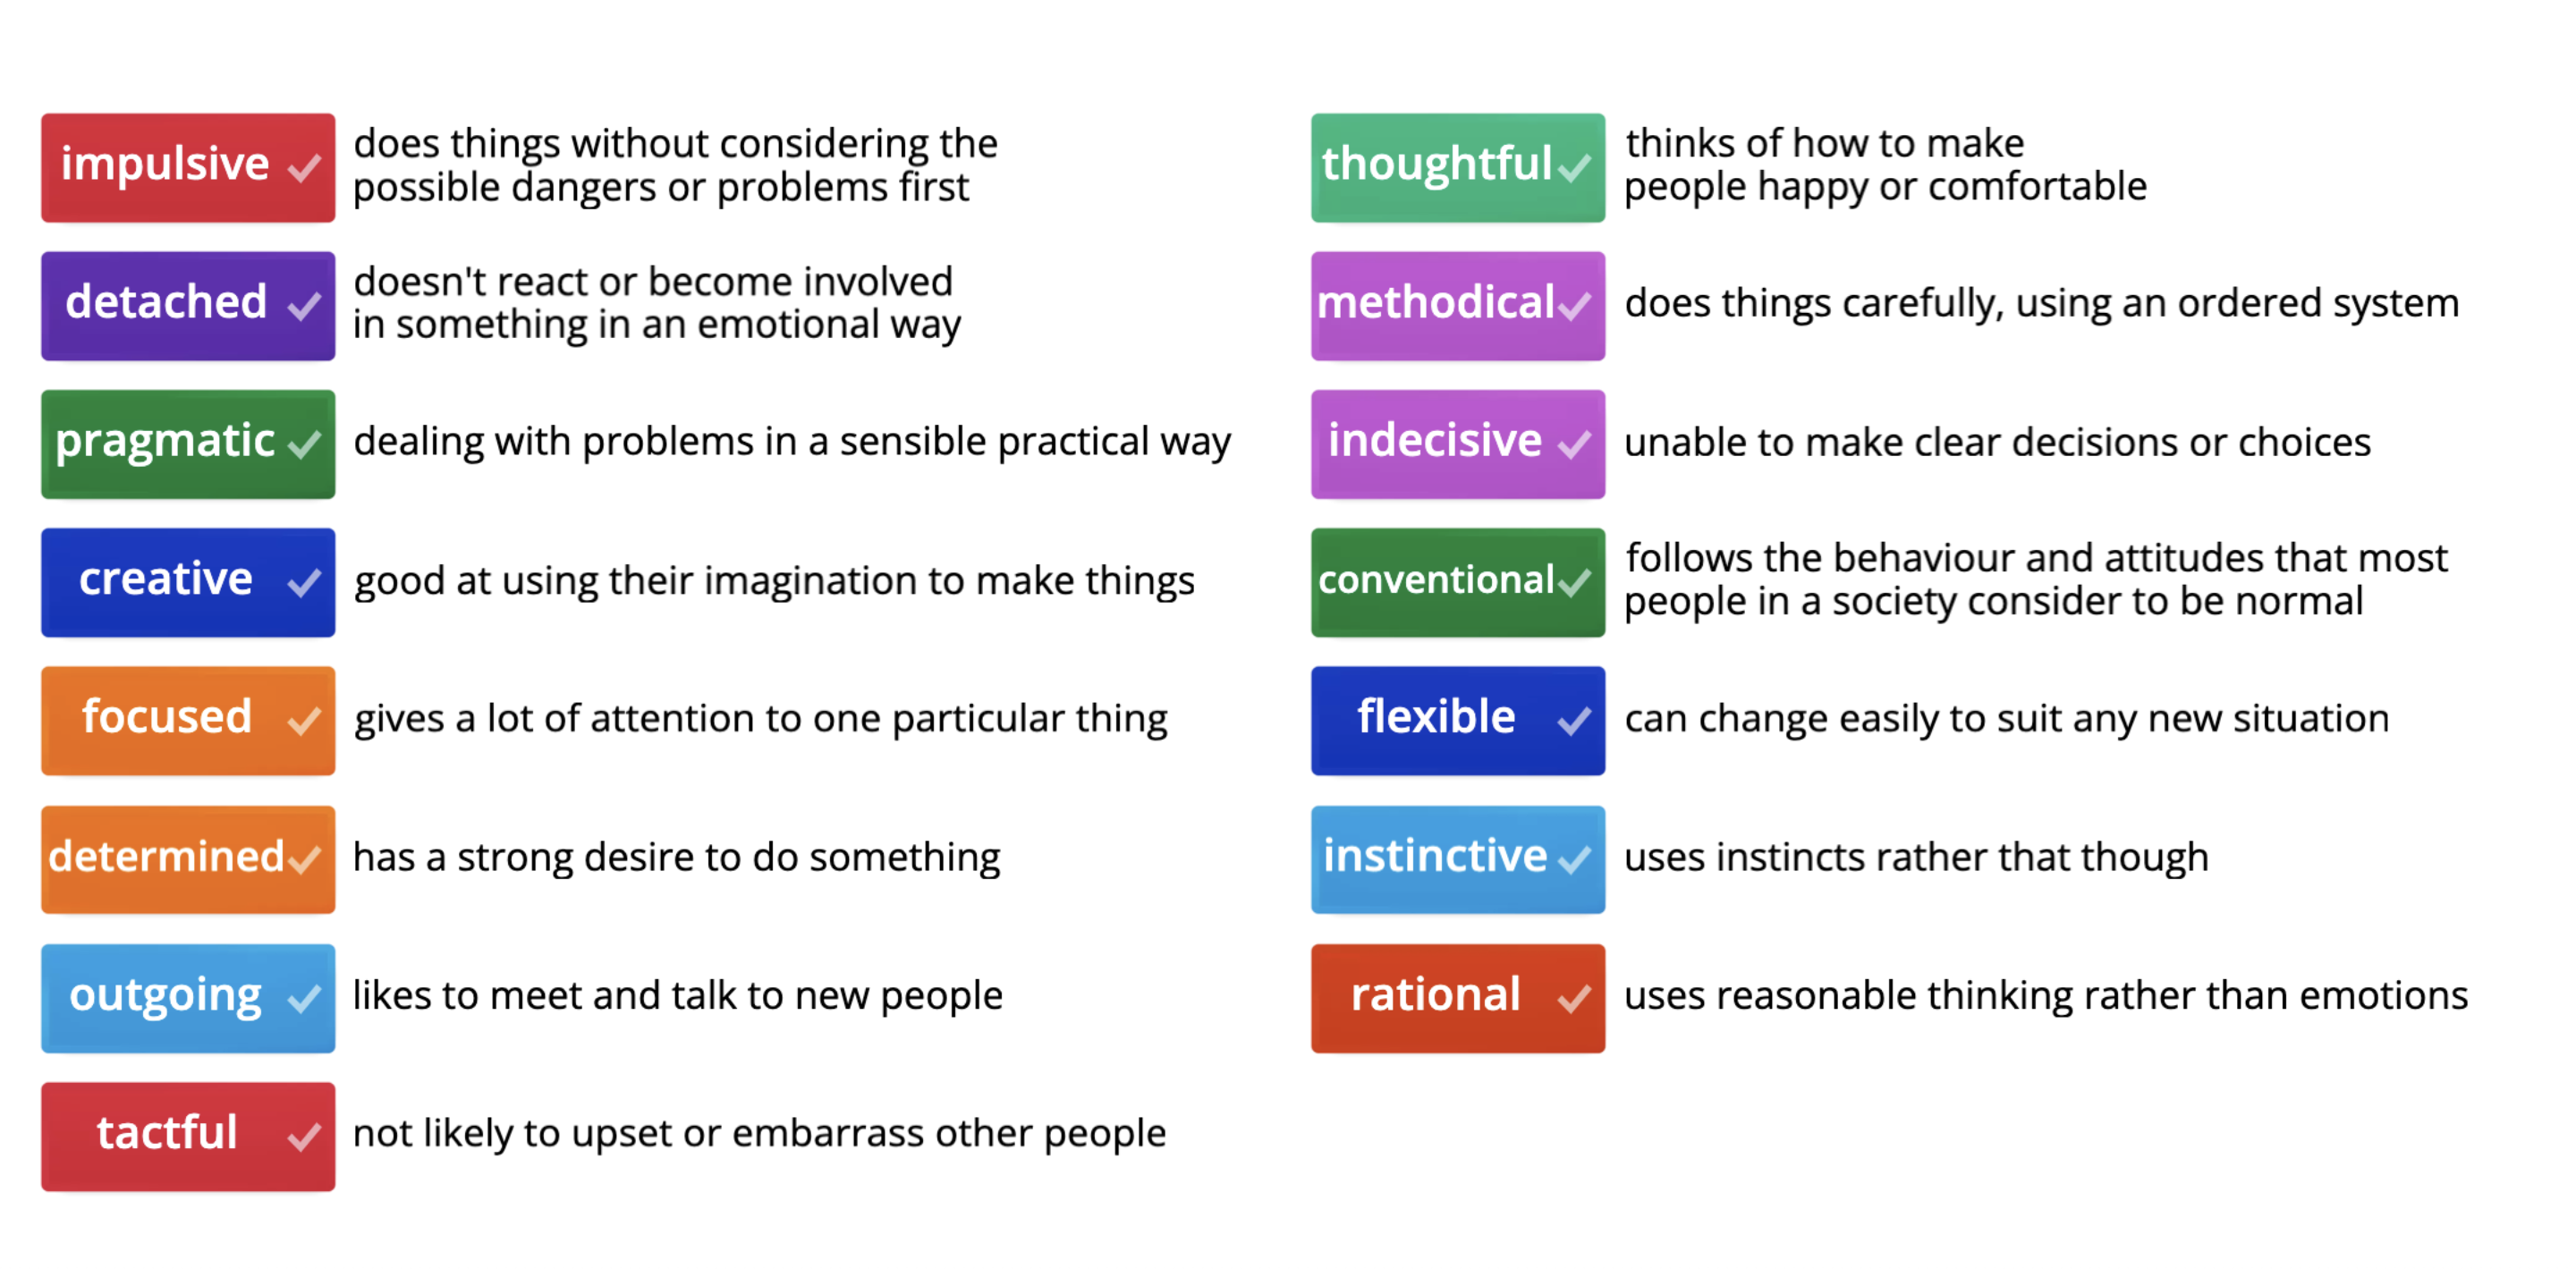 impulsive
does things without considering the
possible dangers or problems first
detached
doesn't react or become involved
in something in an emotional way
pragmatic
dealing with problems in a sensible practical way
creative
good at using their imagination to make things
focused
gives a lot of attention to one particular thing
determined
has a strong desire to do something
outgoing
likes to meet and talk to new people
tactful
not likely to upset or embarrass other people
thoughtful
thinks of how to make
people happy or comfortable
methodical
does things carefully, using an ordered system
indecisive
unable to make clear decisions or choices
conventional
follows the behaviour and attitudes that most
people in a society consider to be normal
flexible
can change easily to suit any new situation
instinctive
uses instincts rather that though
rational
uses reasonable thinking rather than emotions